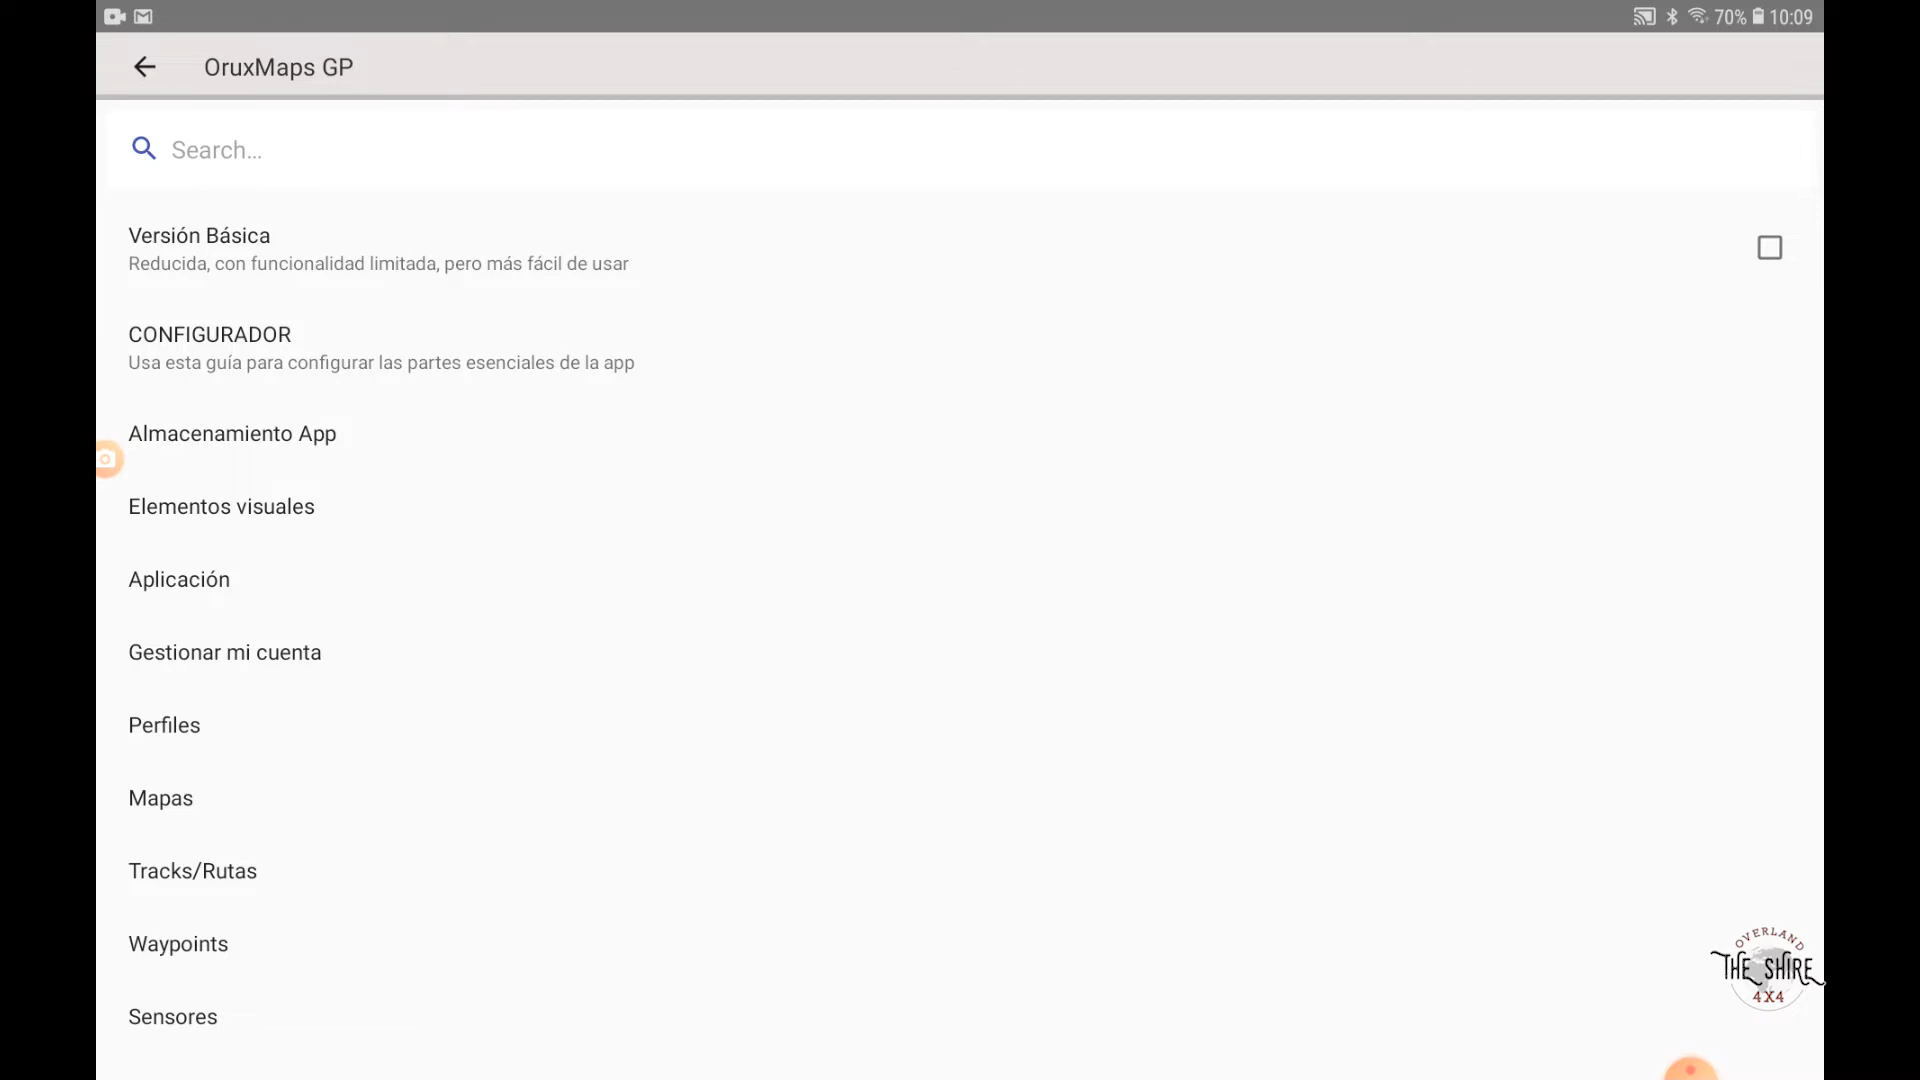 70% 10:09
OruxMaps GP
Search...
Versión Básica
Reducida, con funcionalidad limitada, pero más fácil de usar
CONFIGURADOR
Usa esta guía para configurar las partes esenciales de la app
Almacenamiento App
Elementos visuales
Aplicación
Gestionar mi cuenta
Perfiles
Mapas
Tracks/Rutas
Waypoints
Sensores
OVERLAND
THE SHIRE
4X4